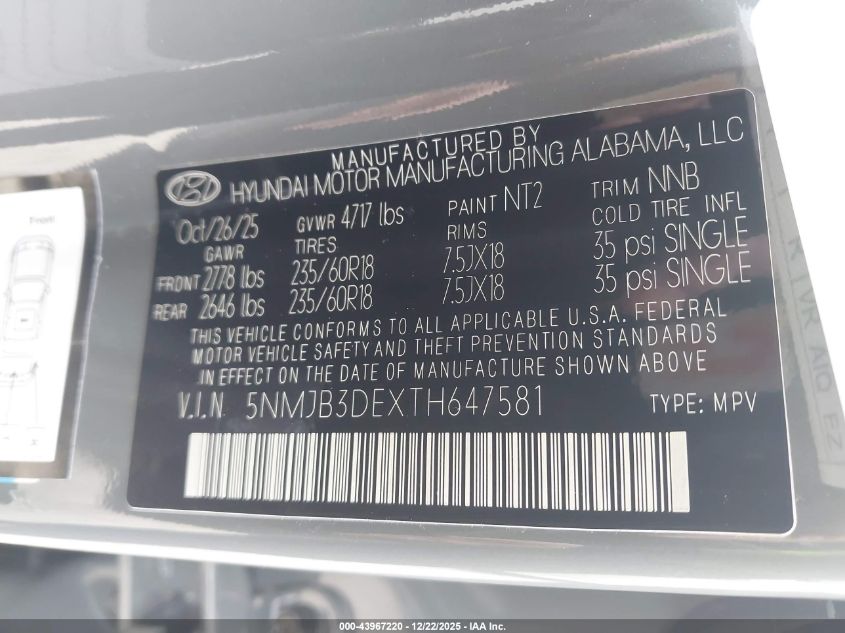 MANUFACTURED BY
HYUNDAI MOTOR MANUFACTURING ALABAMA, LLC
Oct/26/25 GVWR 4717 lbs PAINT NT2 TRIM NNB
GAWR TIRES RIMS COLD TIRE INFL
FRONT 2778 lbs 235/60R18 7.5JX18 35 psi SINGLE
REAR 2646 lbs 235/60R18 7.5JX18 35 psi SINGLE
THIS VEHICLE CONFORMS TO ALL APPLICABLE U.S.A. FEDERAL
MOTOR VEHICLE SAFETY AND THEFT PREVENTION STANDARDS
IN EFFECT ON THE DATE OF MANUFACTURE SHOWN ABOVE
V.I.N. 5NMJB3DEXTH647581 TYPE: MPV
Front
000-43967220 - 12/22/2025 - IAA Inc.